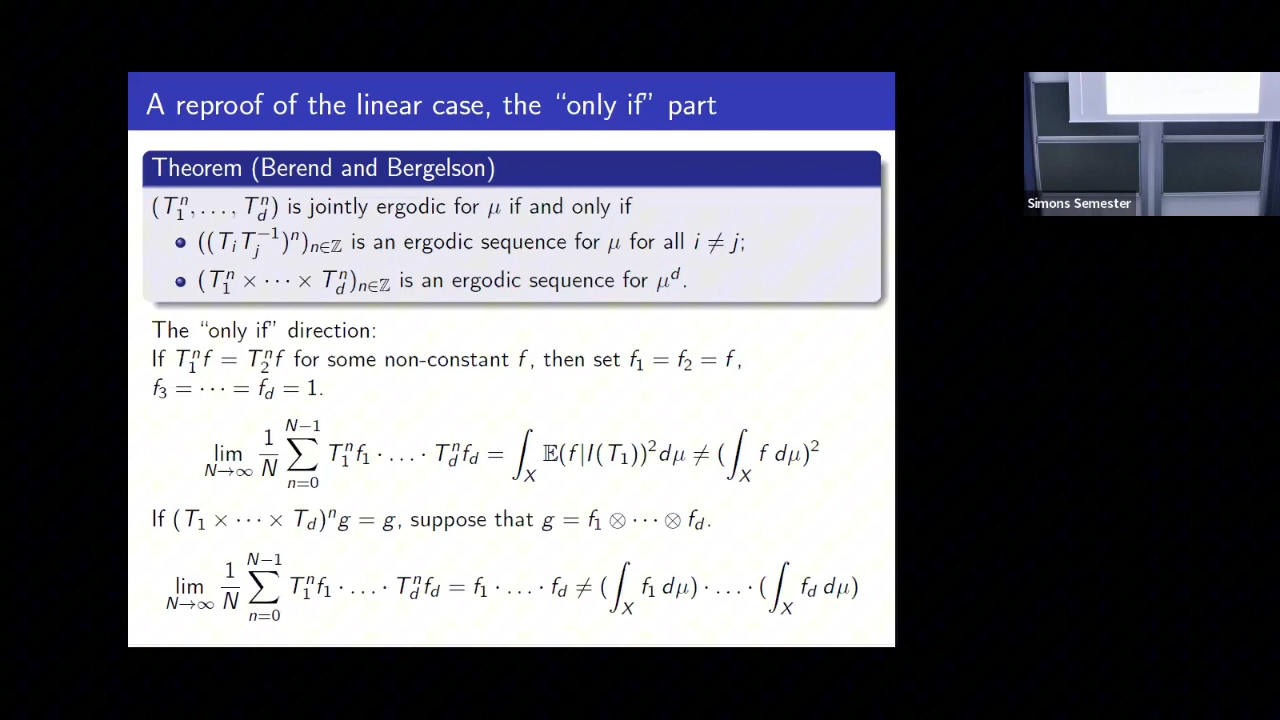 A reproof of the linear case, the “only if” part
Theorem (Berend and Bergelson)
(T_1^n, . . . , T_d^n) is jointly ergodic for μ if and only if
• ((T_i T_j^{-1})^n)_{n∈ℤ} is an ergodic sequence for μ for all i ≠ j;
• (T_1^n × ⋯ × T_d^n)_{n∈ℤ} is an ergodic sequence for μ^d.
The “only if” direction:
If T_1^n f = T_2^n f for some non-constant f, then set f_1 = f_2 = f,
f_3 = ⋯ = f_d = 1.
lim_{N→∞} \frac{1}{N} \sum_{n=0}^{N−1} T_1^n f_1 · . . . · T_d^n f_d = ∫_X 𝔼(f|I(T_1))^2 dμ ≠ (∫_X f dμ)^2
If (T_1 × ⋯ × T_d)^n g = g, suppose that g = f_1 ⊗ ⋯ ⊗ f_d.
lim_{N→∞} \frac{1}{N} \sum_{n=0}^{N−1} T_1^n f_1 · . . . · T_d^n f_d = f_1 · . . . · f_d ≠ (∫_X f_1 dμ) · . . . · (∫_X f_d dμ)
Simons Semester